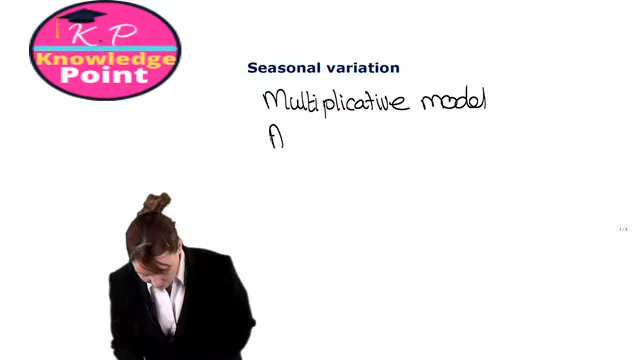 K.P
Knowledge
Point
Seasonal variation
Multiplicative model
A